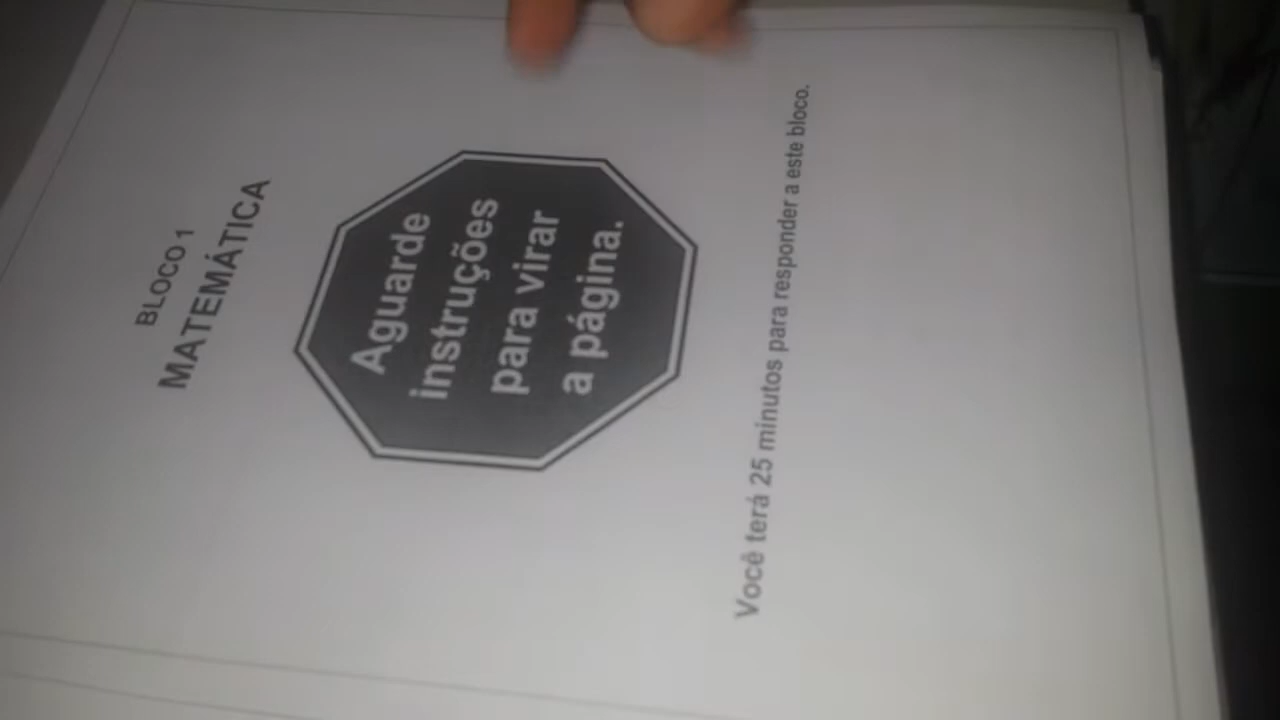 BLOCO 1
MATEMÁTICA
Aguarde
instruções
para virar
a página.
Você terá 25 minutos para responder a este bloco.